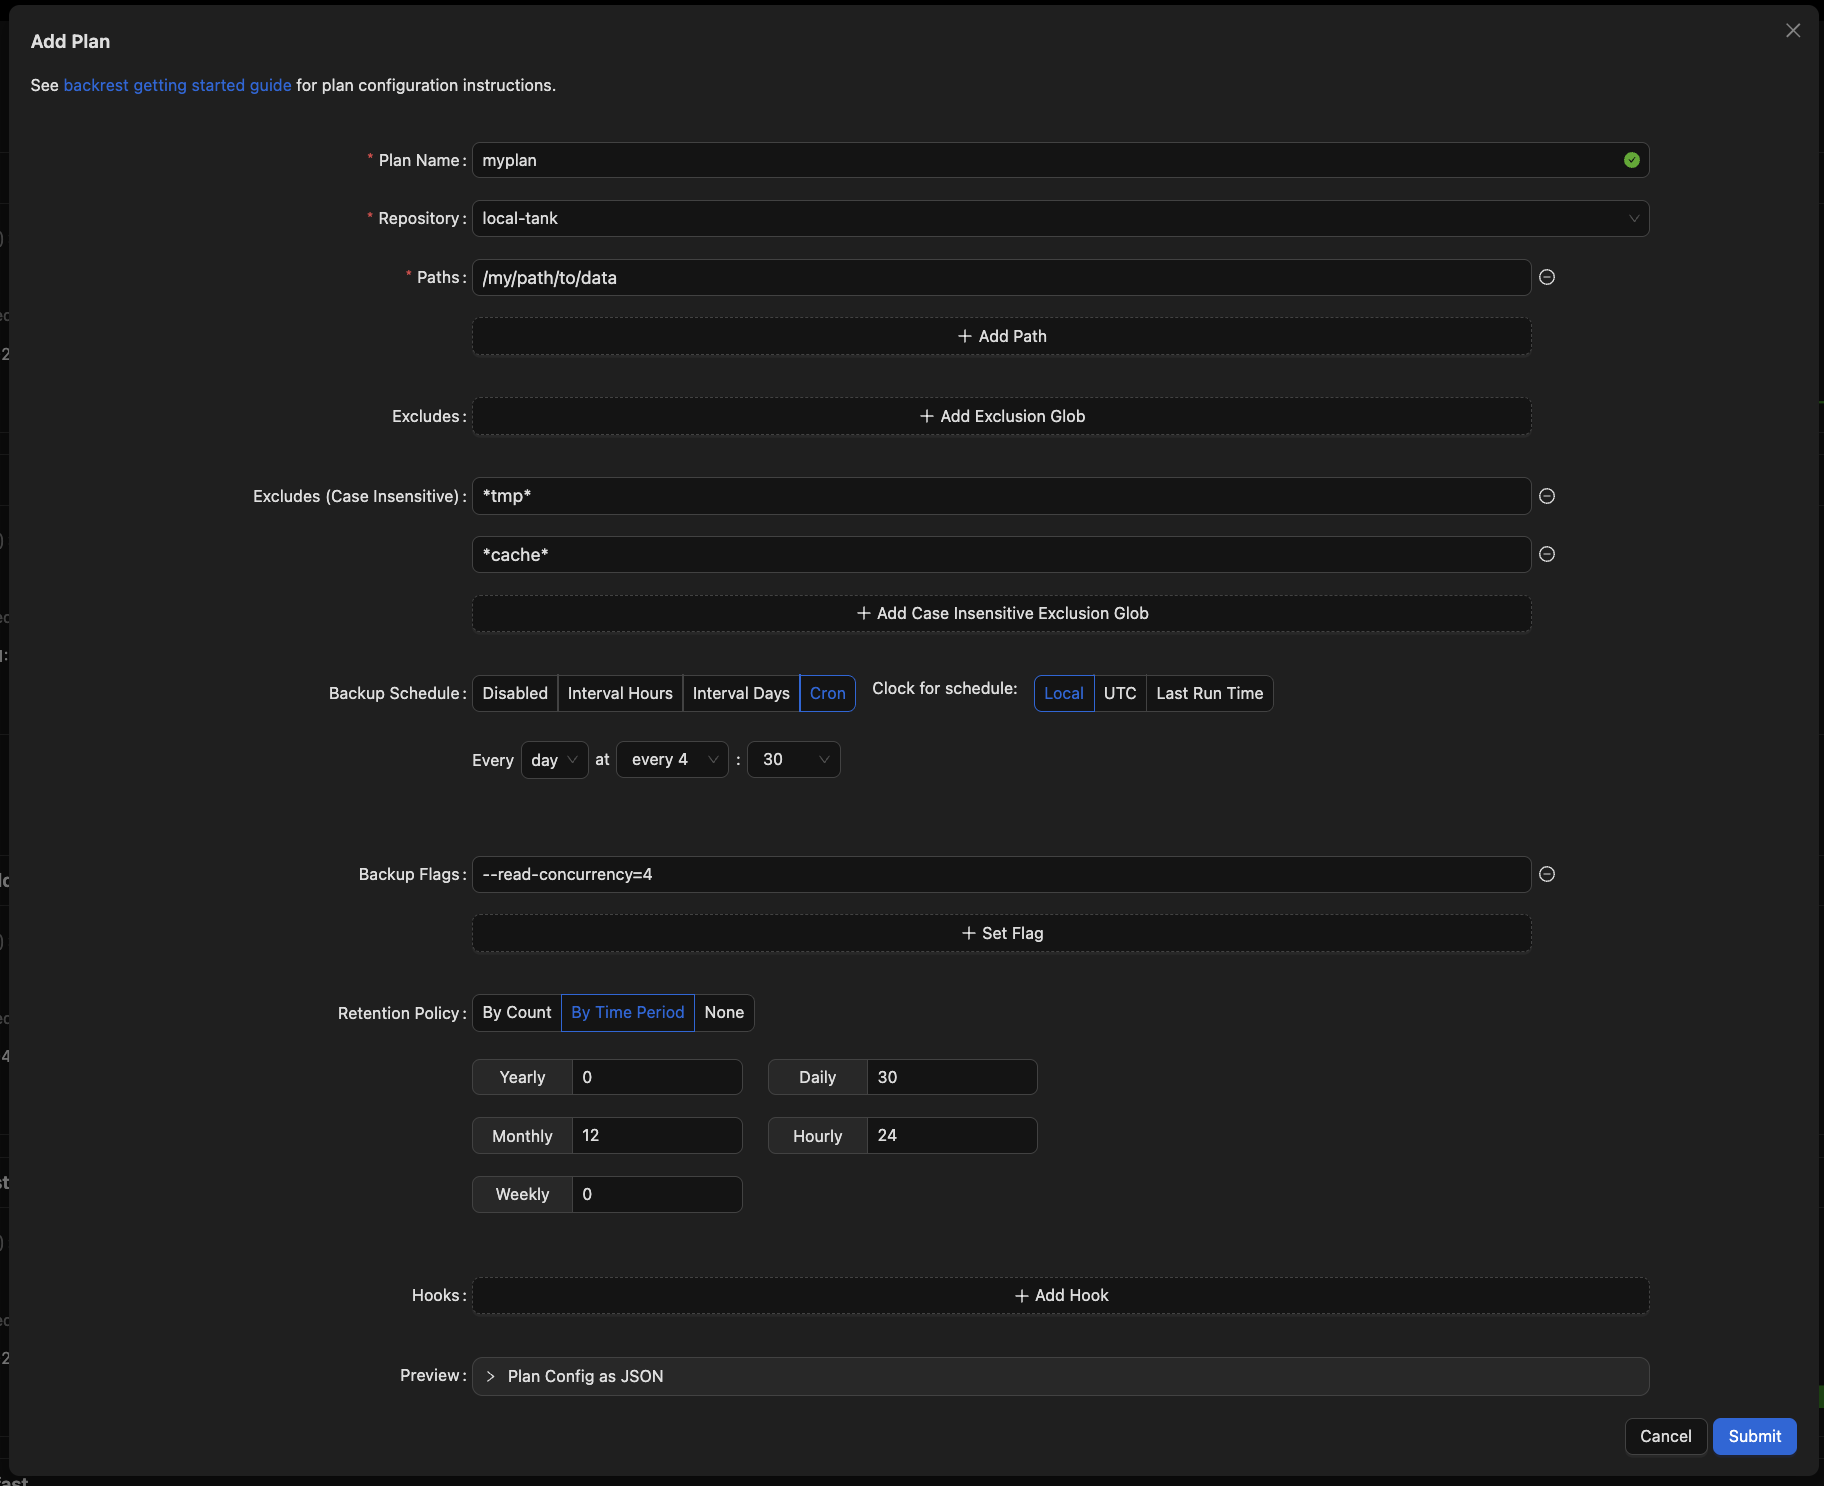 Add Plan
See backrest getting started guide for plan configuration instructions.
* Plan Name : myplan
* Repository : local-tank
* Paths : /my/path/to/data
+ Add Path
Excludes : + Add Exclusion Glob
Excludes (Case Insensitive) : *tmp*
*cache*
+ Add Case Insensitive Exclusion Glob
Backup Schedule : Disabled Interval Hours Interval Days Cron Clock for schedule: Local UTC Last Run Time
Every day at every 4 : 30
Backup Flags : --read-concurrency=4
+ Set Flag
Retention Policy : By Count By Time Period None
Yearly 0 Daily 30
Monthly 12 Hourly 24
Weekly 0
Hooks : + Add Hook
Preview : > Plan Config as JSON
Cancel Submit